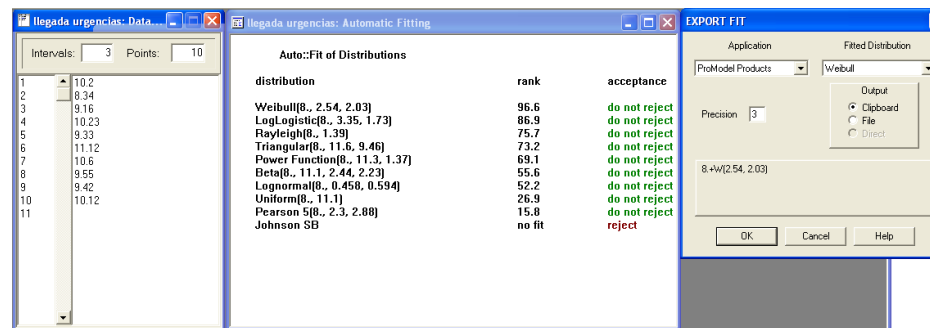 llegada urgencias: Data...
Intervals: 3 Points: 10
1 10.2
2 8.34
3 9.16
4 10.23
5 9.33
6 11.12
7 10.6
8 9.55
9 9.42
10 10.12
11
llegada urgencias: Automatic Fitting
Auto::Fit of Distributions
distribution rank acceptance
Weibull(8., 2.54, 2.03) 96.6 do not reject
LogLogistic(8., 3.35, 1.73) 86.9 do not reject
Rayleigh(8., 1.39) 75.7 do not reject
Triangular(8., 11.6, 9.46) 73.2 do not reject
Power Function(8., 11.3, 1.37) 69.1 do not reject
Beta(8., 11.1, 2.44, 2.23) 55.6 do not reject
Lognormal(8., 0.458, 0.594) 52.2 do not reject
Uniform(8., 11.1) 26.9 do not reject
Pearson 5(8., 2.3, 2.88) 15.8 do not reject
Johnson SB no fit reject
EXPORT FIT
Application Fitted Distribution
ProModel Products Weibull
Output
Precision 3
Clipboard
File
Direct
8.+W(2.54, 2.03)
OK Cancel Help